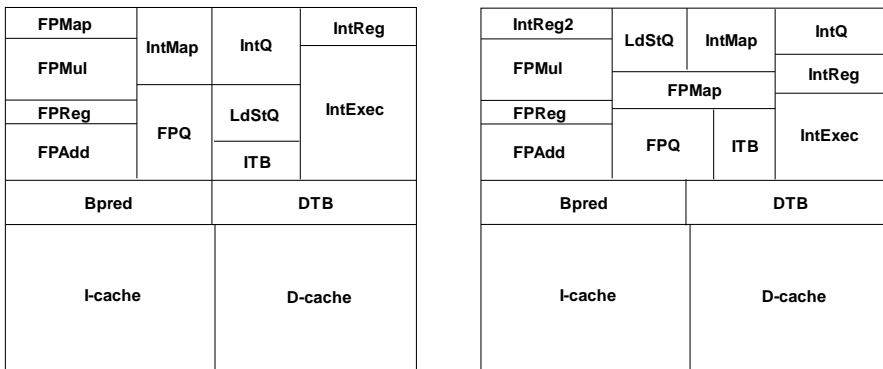 FPMap
IntMap
IntQ
IntReg
FPMul
FPReg
FPQ
LdStQ
IntExec
FPAdd
ITB
Bpred
DTB
I-cache
D-cache
IntReg2
LdStQ
IntMap
IntQ
FPMul
FPMap
IntReg
FPReg
FPAdd
FPQ
ITB
IntExec
Bpred
DTB
I-cache
D-cache